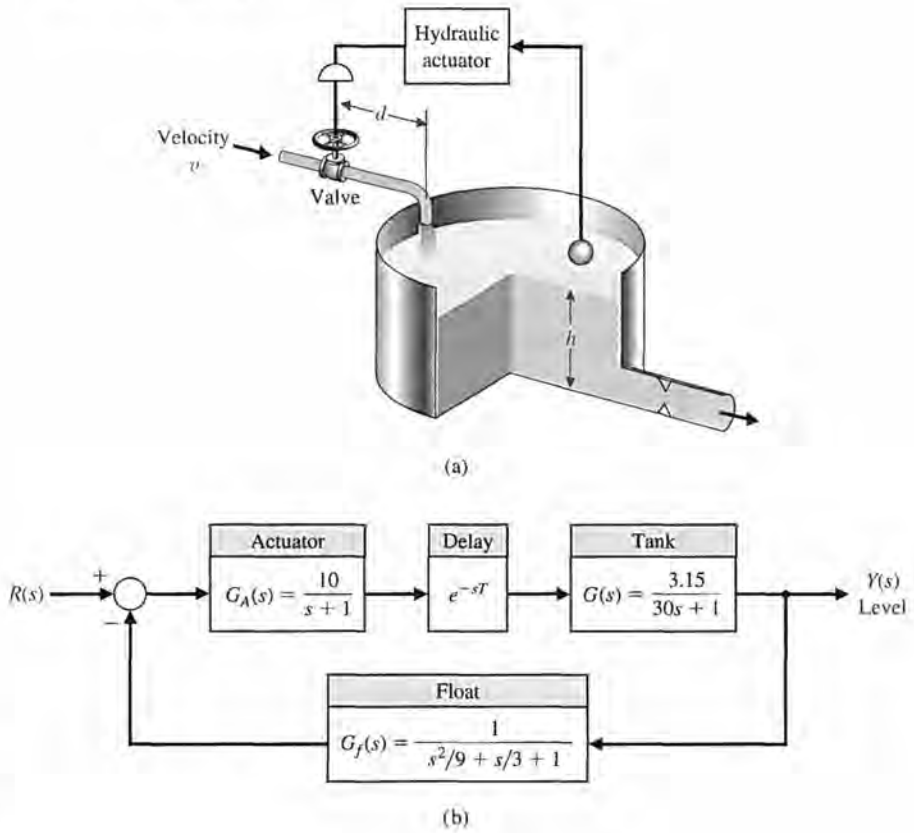 Hydraulic
actuator
d
Velocity
v
Valve
h
(a)
Actuator
Delay
Tank
R(s)
+
−
G_A(s) = 10/(s + 1)
e^{−sT}
G(s) = 3.15/(30s + 1)
Y(s)
Level
Float
G_f(s) = 1/(s²/9 + s/3 + 1)
(b)